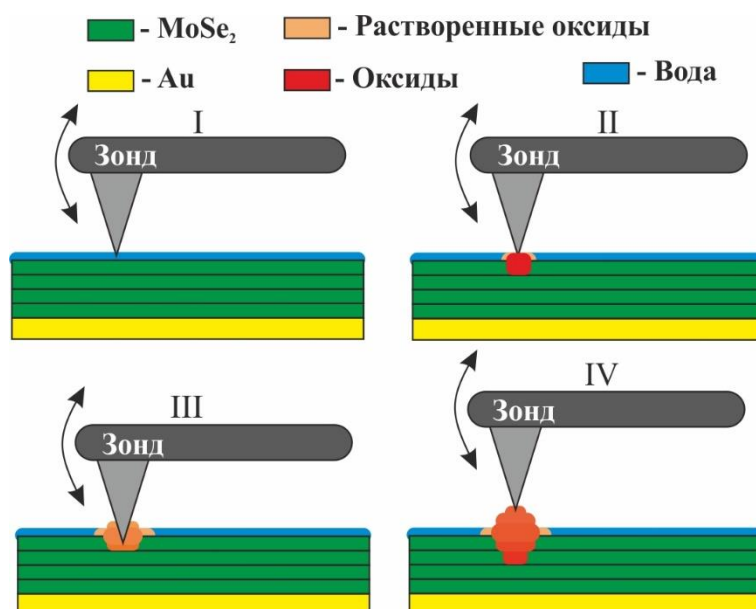 - MoSe₂
- Растворенные оксиды
- Au
- Оксиды
- Вода
I
II
Зонд
Зонд
III
IV
Зонд
Зонд